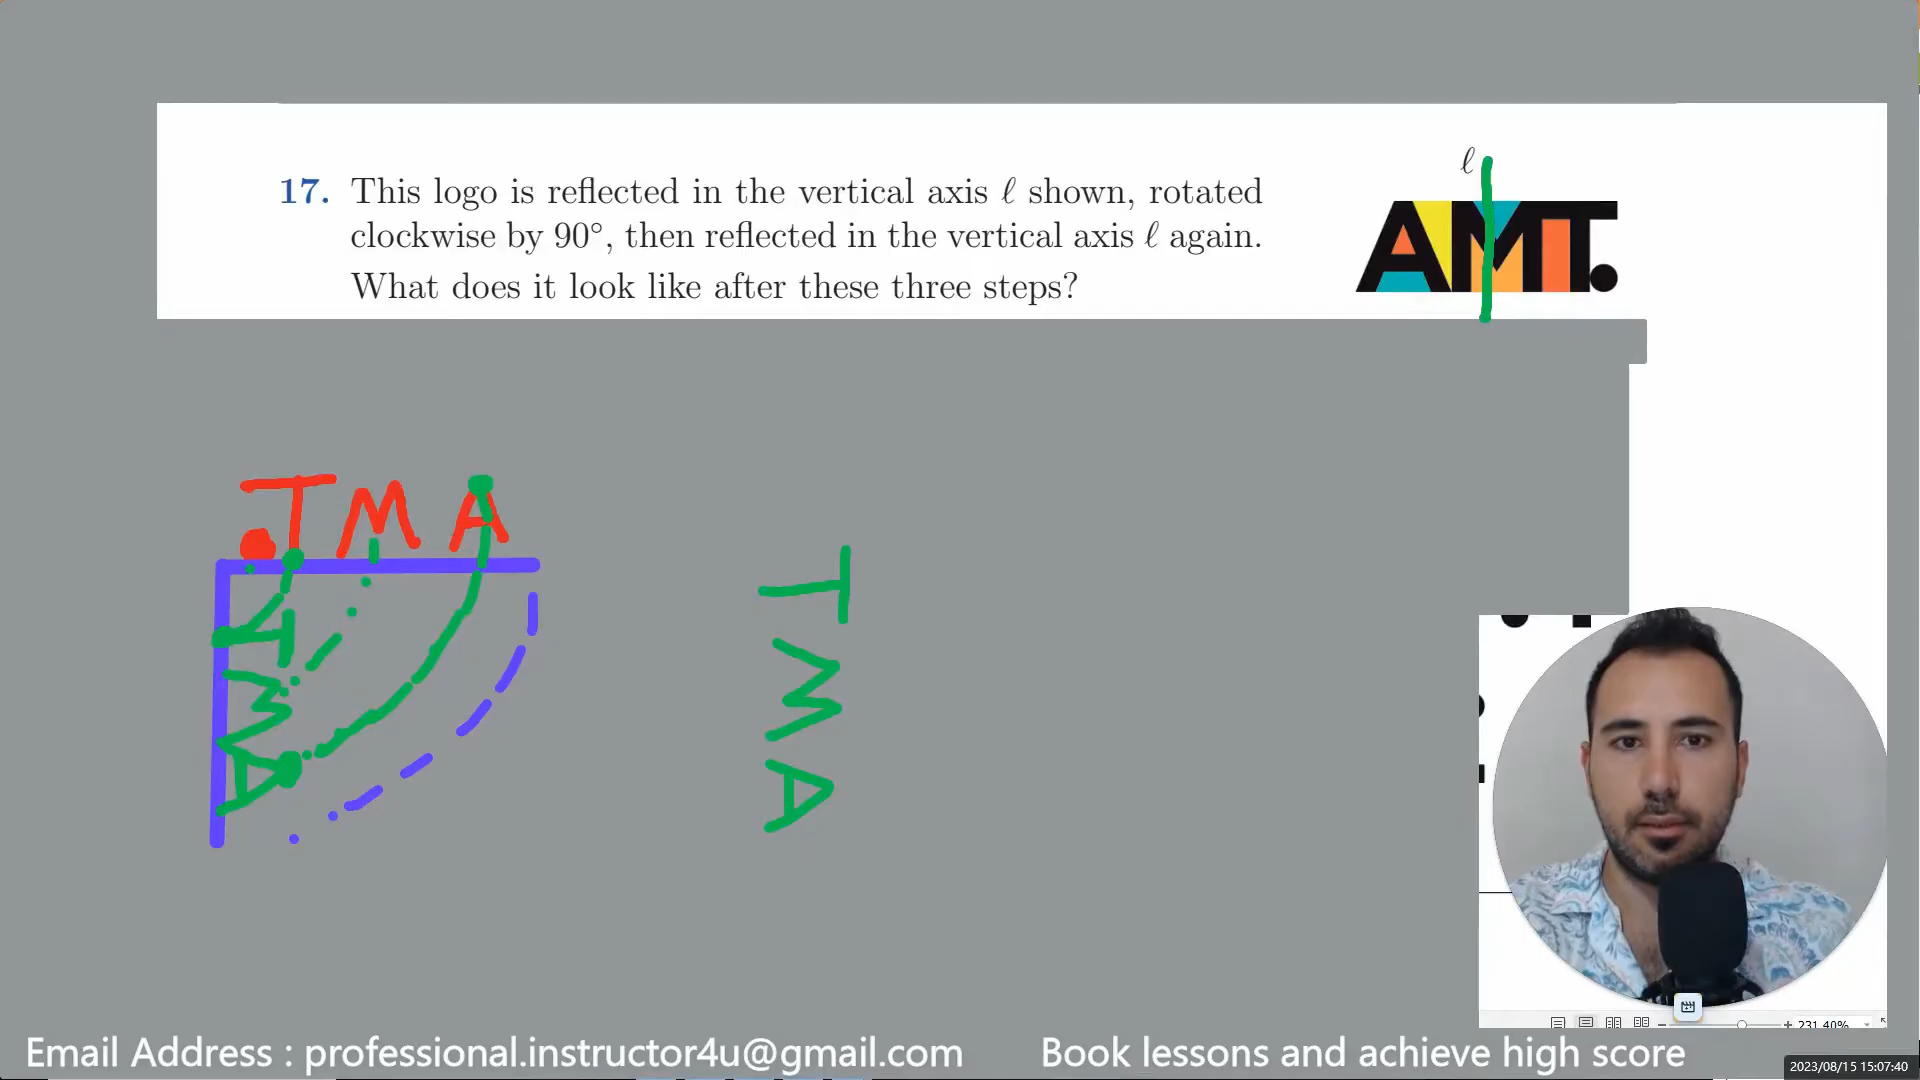 ℓ
17. This logo is reflected in the vertical axis ℓ shown, rotated
clockwise by 90°, then reflected in the vertical axis ℓ again.
What does it look like after these three steps?
AMT.
.TMA
T
M
A
T
M
A
231.40%
Email Address : professional.instructor4u@gmail.com
Book lessons and achieve high score
2023/08/15 15:07:40